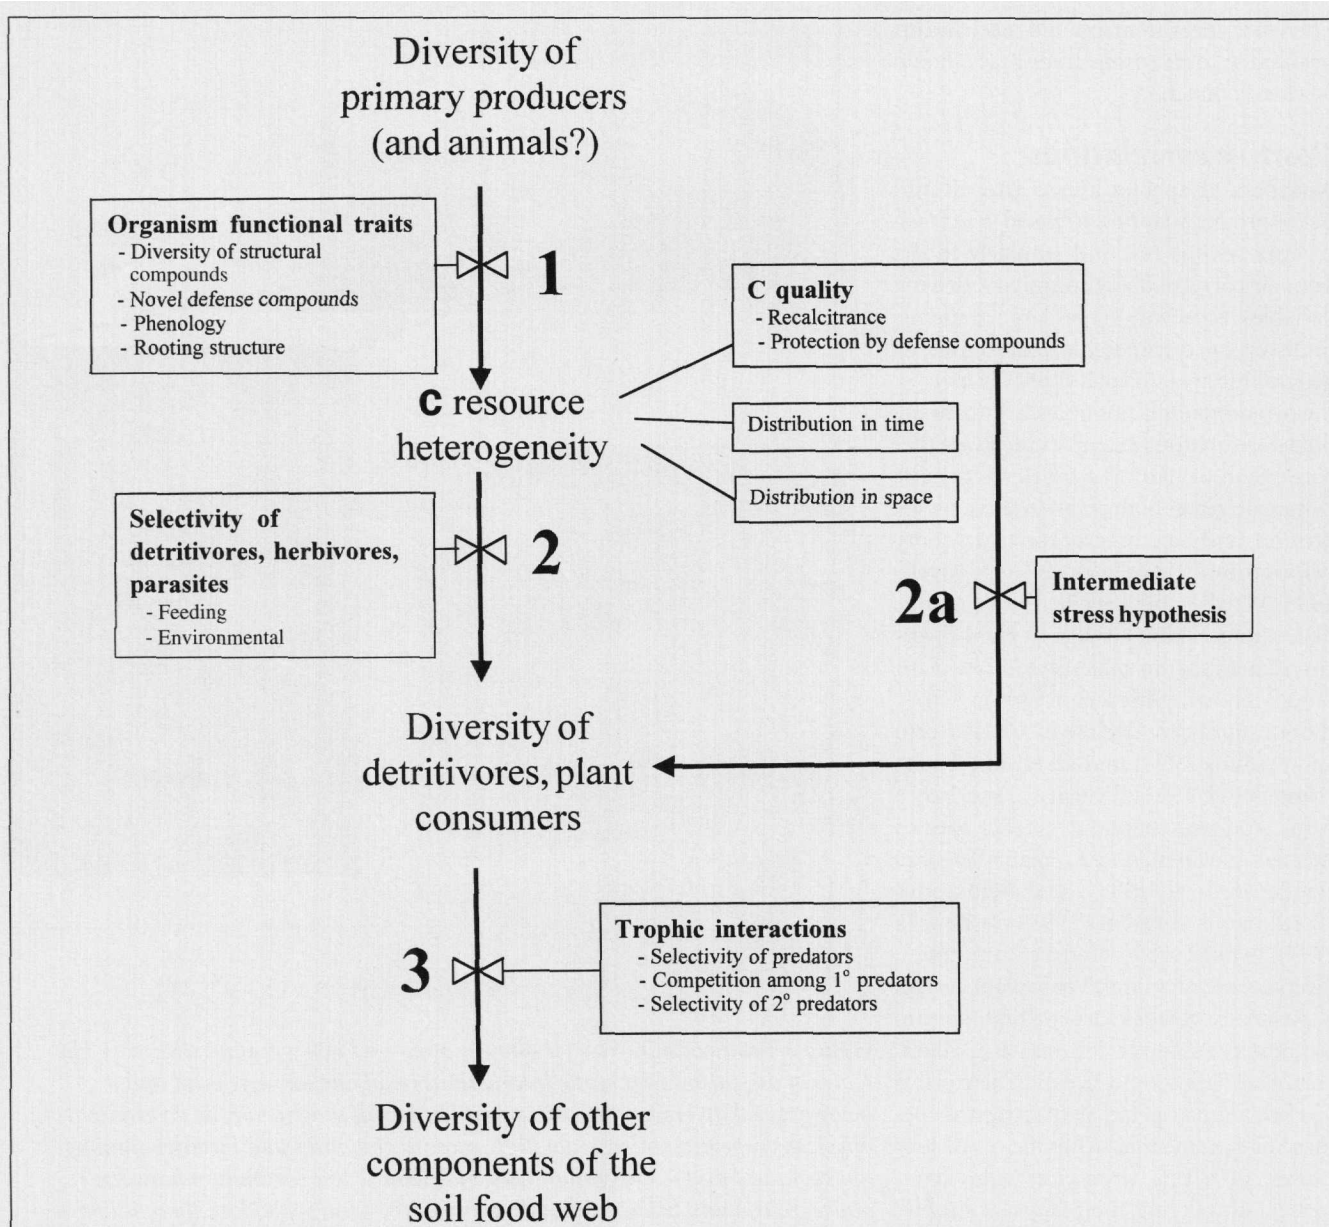 Diversity of
primary producers
(and animals?)
Organism functional traits
- Diversity of structural
compounds
- Novel defense compounds
- Phenology
- Rooting structure
1
C quality
- Recalcitrance
- Protection by defense compounds
C resource
heterogeneity
Distribution in time
Distribution in space
Selectivity of
detritivores, herbivores,
parasites
- Feeding
- Environmental
2
2a
Intermediate
stress hypothesis
Diversity of
detritivores, plant
consumers
3
Trophic interactions
- Selectivity of predators
- Competition among 1° predators
- Selectivity of 2° predators
Diversity of other
components of the
soil food web